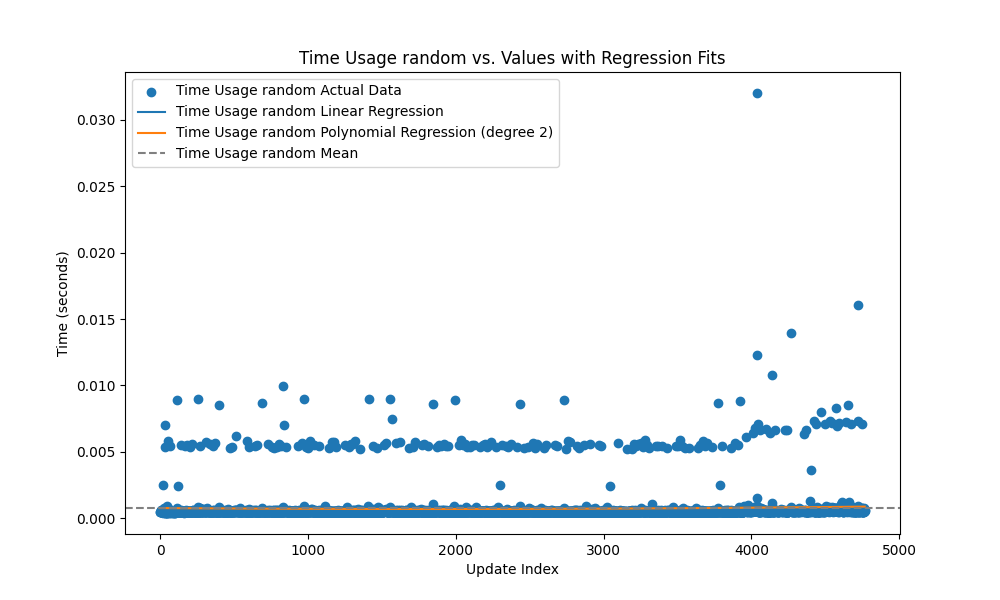 Time Usage random vs. Values with Regression Fits
Time Usage random Actual Data
Time Usage random Linear Regression
Time Usage random Polynomial Regression (degree 2)
Time Usage random Mean
Time (seconds)
0.030
0.025
0.020
0.015
0.010
0.005
0.000
0 1000 2000 3000 4000 5000
Update Index